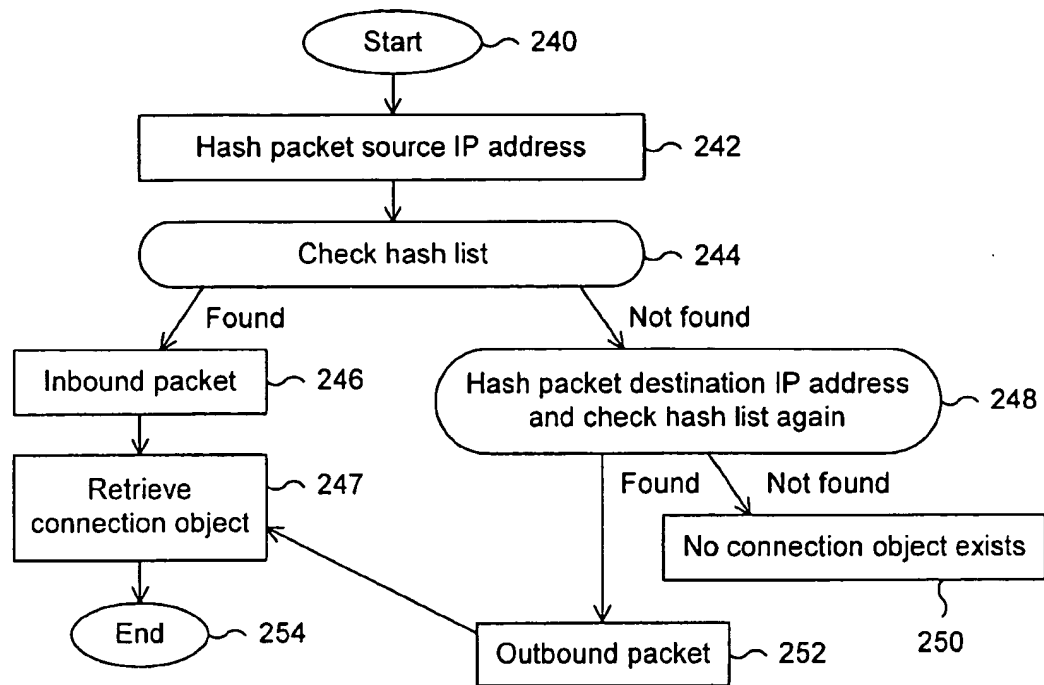 Start
240
Hash packet source IP address
242
Check hash list
244
Found
Not found
Inbound packet
246
Hash packet destination IP address
and check hash list again
248
Retrieve
connection object
247
Found
Not found
No connection object exists
250
End
254
Outbound packet
252